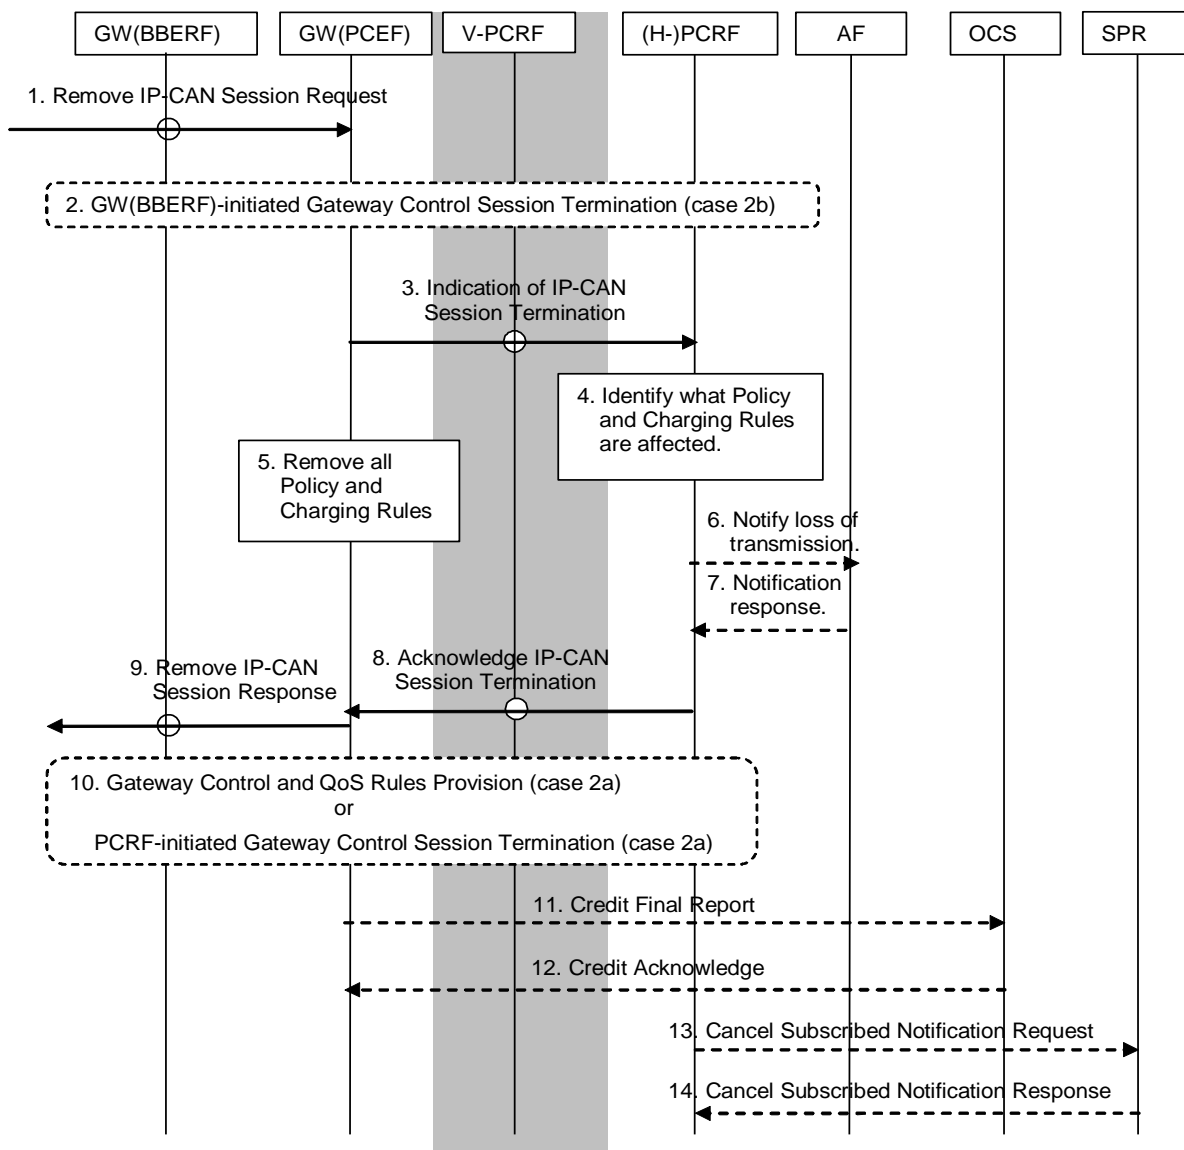 GW(BBERF)
GW(PCEF)
V-PCRF
(H-)PCRF
AF
OCS
SPR
1. Remove IP-CAN Session Request
2. GW(BBERF)-initiated Gateway Control Session Termination (case 2b)
3. Indication of IP-CAN
Session Termination
4. Identify what Policy
and Charging Rules
are affected.
5. Remove all
Policy and
Charging Rules
6. Notify loss of
transmission.
7. Notification
response.
8. Acknowledge IP-CAN
Session Termination
9. Remove IP-CAN
Session Response
10. Gateway Control and QoS Rules Provision (case 2a)
or
PCRF-initiated Gateway Control Session Termination (case 2a)
11. Credit Final Report
12. Credit Acknowledge
13. Cancel Subscribed Notification Request
14. Cancel Subscribed Notification Response